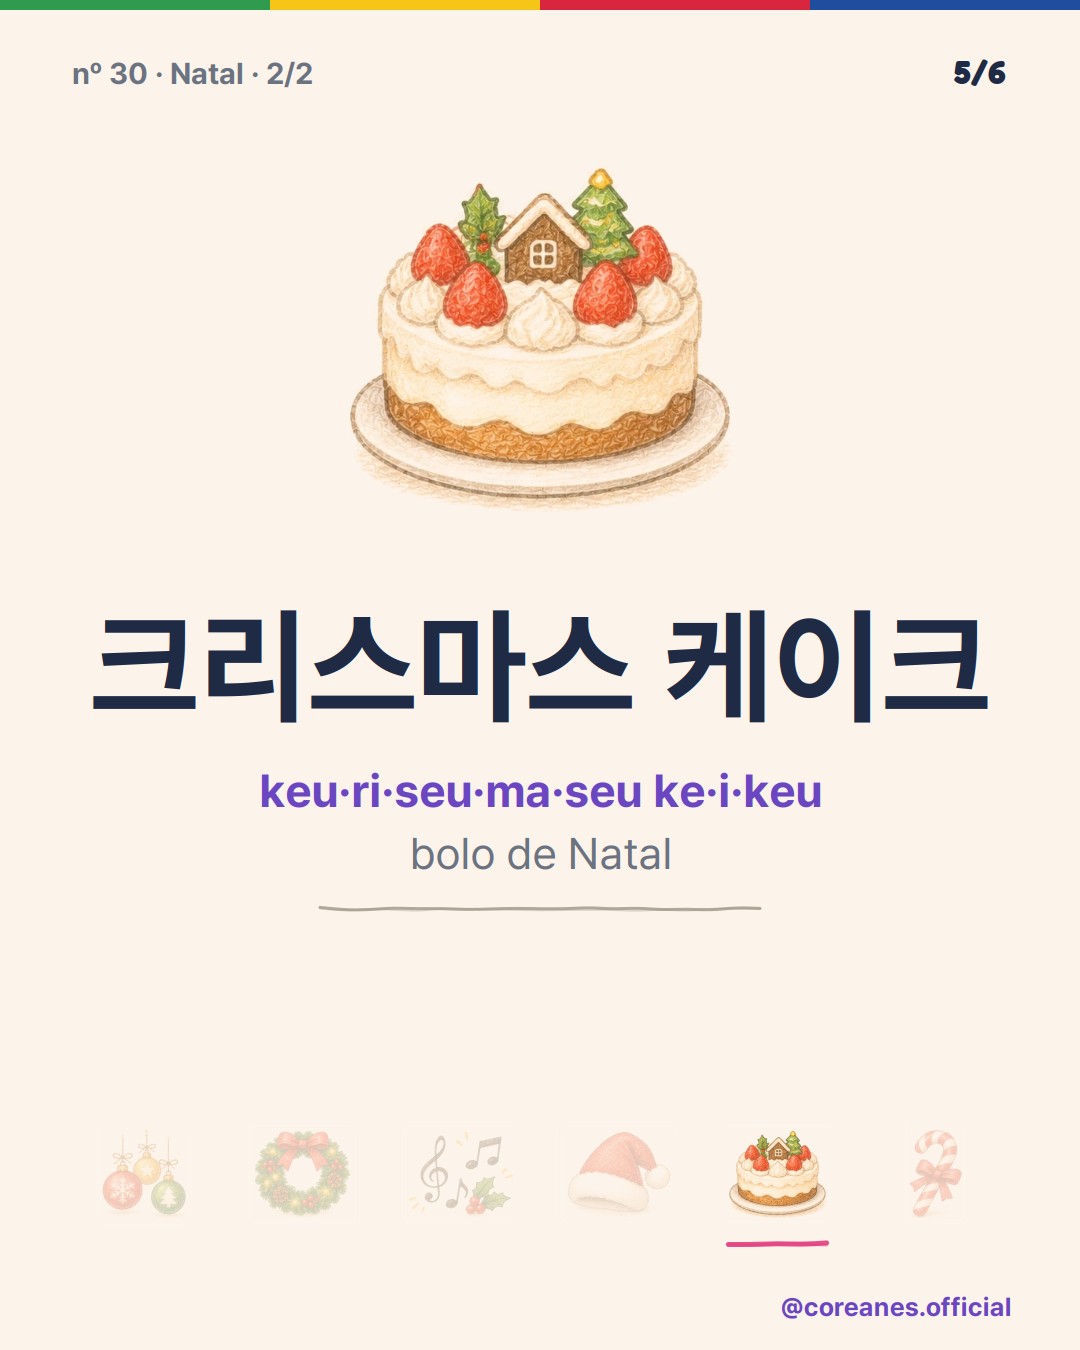 nº 30 · Natal · 2/2
5/6
크리스마스 케이크
keu·ri·seu·ma·seu ke·i·keu
bolo de Natal
@coreanes.official